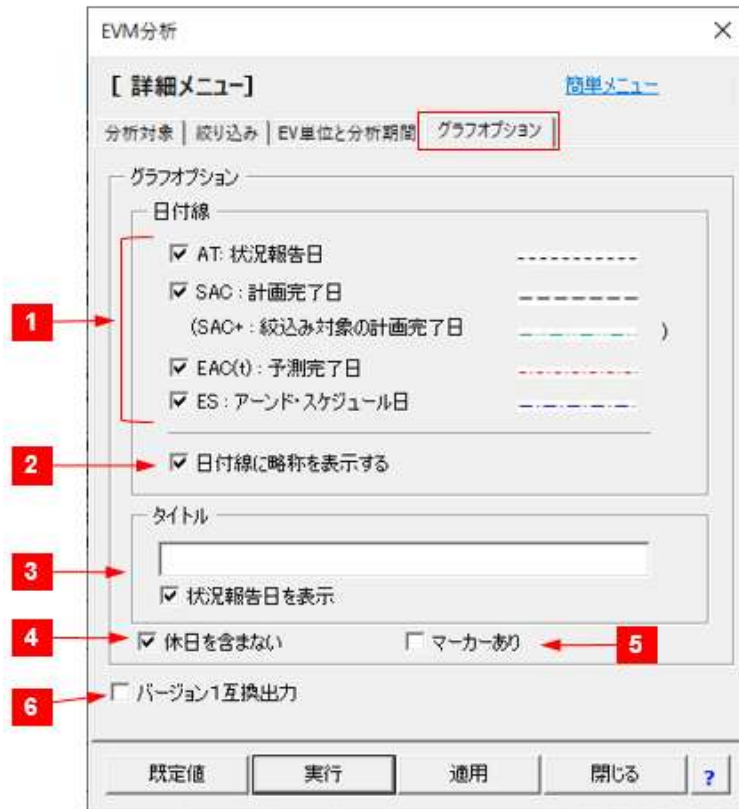 EVM分析
[ 詳細メニュー]
簡単メニュー
分析対象 | 絞り込み | EV単位と分析期間 グラフオプション
グラフオプション
日付線
AT: 状況報告日
SAC : 計画完了日
(SAC+ : 絞込み対象の計画完了日 )
EAC(t) : 予測完了日
ES : アーンド・スケジュール日
1
2
日付線に略称を表示する
タイトル
3
状況報告日を表示
4
休日を含まない
マーカーあり
5
6
バージョン1互換出力
既定値
実行
適用
閉じる
?